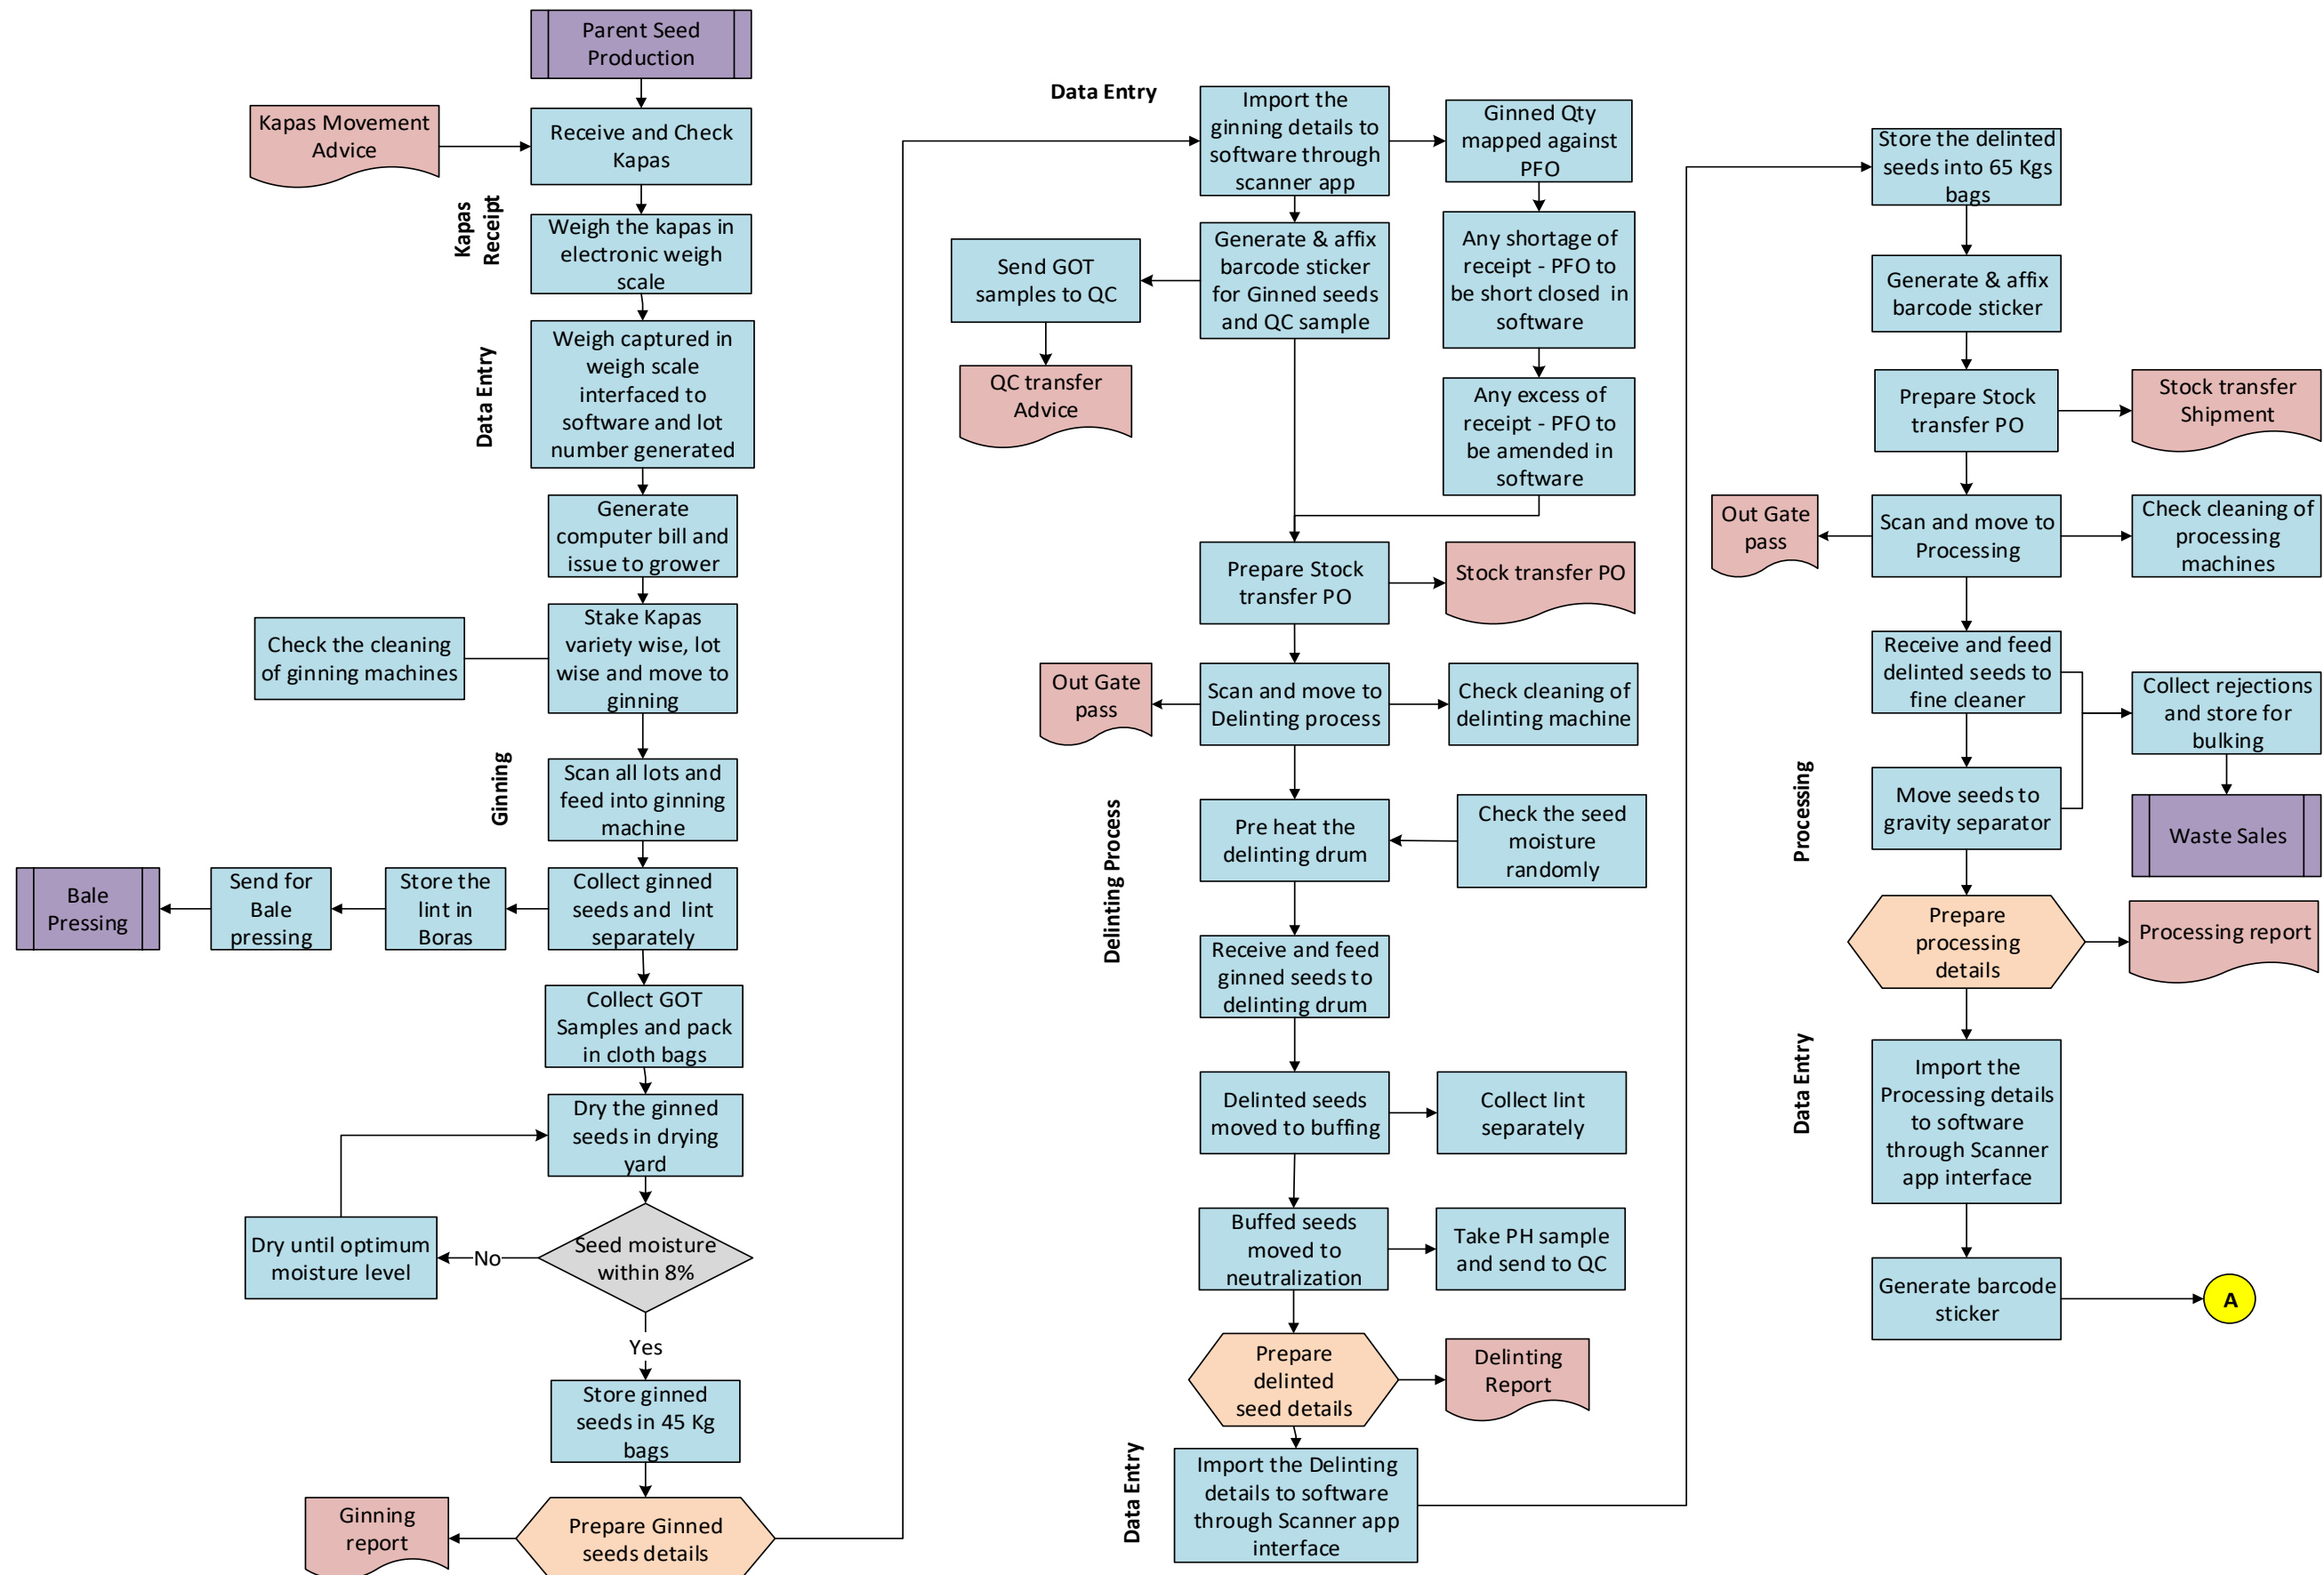 Parent Seed
Production
Kapas Movement
Advice
Receive and Check
Kapas
Kapas
Receipt
Weigh the kapas in
electronic weigh
scale
Data Entry
Weigh captured in
weigh scale
interfaced to
software and lot
number generated
Generate
computer bill and
issue to grower
Check the cleaning
of ginning machines
Stake Kapas
variety wise, lot
wise and move to
ginning
Ginning
Scan all lots and
feed into ginning
machine
Bale
Pressing
Send for
Bale
pressing
Store the
lint in
Boras
Collect ginned
seeds and lint
separately
Collect GOT
Samples and pack
in cloth bags
Dry the ginned
seeds in drying
yard
Dry until optimum
moisture level
No
Seed moisture
within 8%
Yes
Store ginned
seeds in 45 Kg
bags
Ginning
report
Prepare Ginned
seeds details
Data Entry
Import the
ginning details to
software through
scanner app
Ginned Qty
mapped against
PFO
Send GOT
samples to QC
Generate & affix
barcode sticker
for Ginned seeds
and QC sample
Any shortage of
receipt - PFO to
be short closed in
software
QC transfer
Advice
Any excess of
receipt - PFO to
be amended in
software
Prepare Stock
transfer PO
Stock transfer PO
Out Gate
pass
Scan and move to
Delinting process
Check cleaning of
delinting machine
Delinting Process
Pre heat the
delinting drum
Check the seed
moisture
randomly
Receive and feed
ginned seeds to
delinting drum
Delinted seeds
moved to buffing
Collect lint
separately
Buffed seeds
moved to
neutralization
Take PH sample
and send to QC
Prepare
delinted
seed details
Delinting
Report
Data Entry
Import the Delinting
details to software
through Scanner app
interface
Store the delinted
seeds into 65 Kgs
bags
Generate & affix
barcode sticker
Prepare Stock
transfer PO
Stock transfer
Shipment
Out Gate
pass
Scan and move to
Processing
Check cleaning of
processing
machines
Receive and feed
delinted seeds to
fine cleaner
Collect rejections
and store for
bulking
Processing
Move seeds to
gravity separator
Waste Sales
Prepare
processing
details
Processing report
Data Entry
Import the
Processing details
to software
through Scanner
app interface
Generate barcode
sticker
A